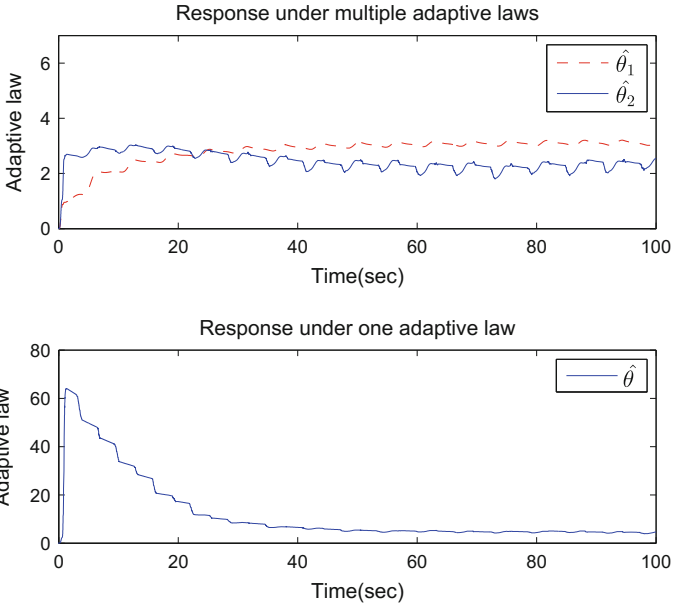 Response under multiple adaptive laws
6
4
2
0
Adaptive law
θ̂_1
θ̂_2
0 20 40 60 80 100
Time(sec)
Response under one adaptive law
80
60
40
20
0
Adaptive law
θ̂
0 20 40 60 80 100
Time(sec)